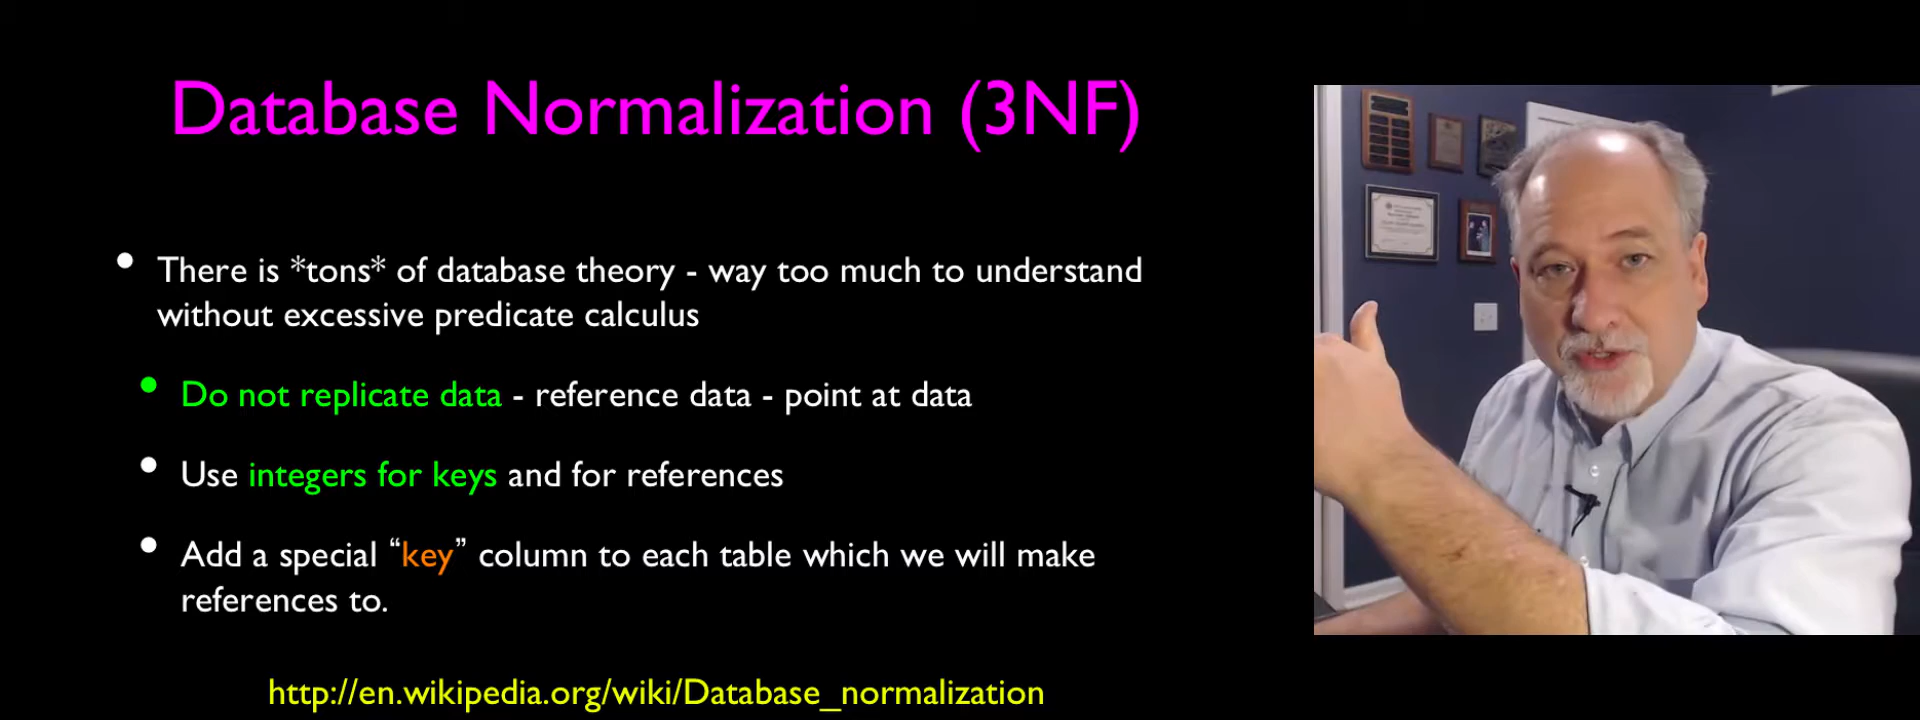 Database Normalization (3NF)
• There is *tons* of database theory - way too much to understand
without excessive predicate calculus
• Do not replicate data - reference data - point at data
• Use integers for keys and for references
• Add a special “key” column to each table which we will make
references to.
http://en.wikipedia.org/wiki/Database_normalization